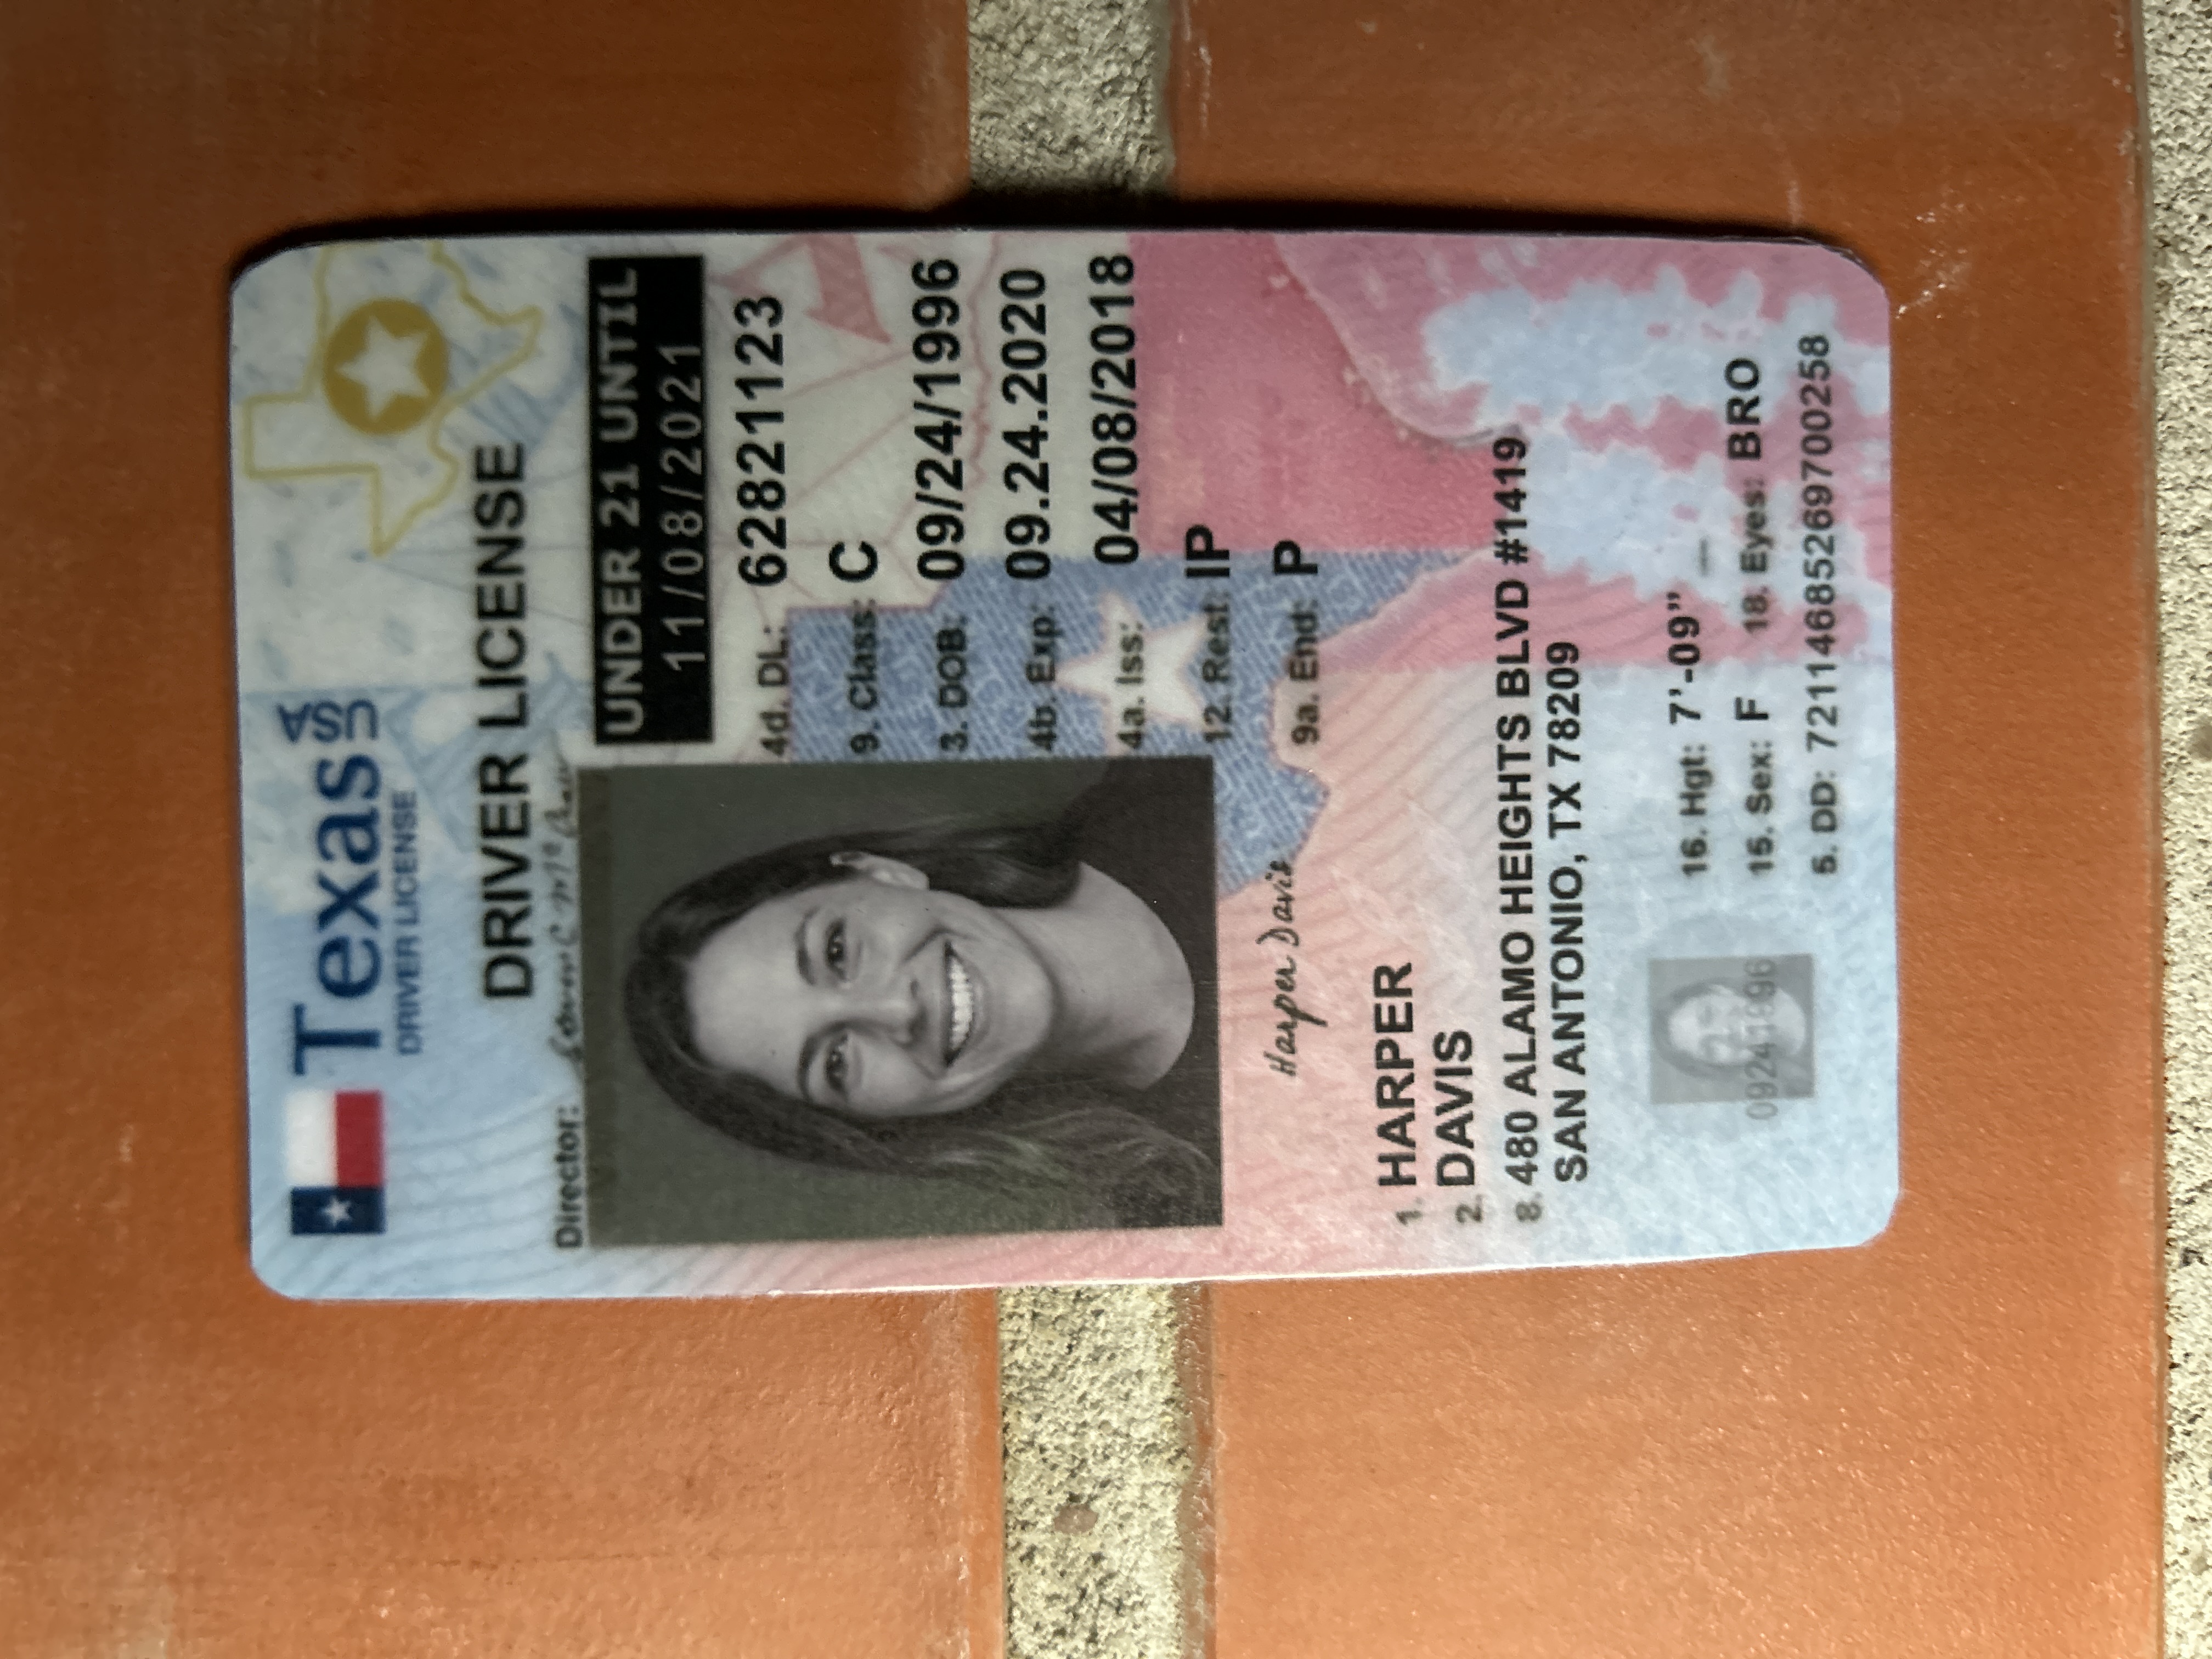 Texas USA
DRIVER LICENSE
DRIVER LICENSE
Director:
UNDER 21 UNTIL
11/08/2021
4d. DL: 62821123
9. Class: C
3. DOB: 09/24/1996
4b. Exp: 09.24.2020
4a. Iss: 04/08/2018
12. Rest: IP
9a. End: P
Harper Davis
1. HARPER
2. DAVIS
8. 480 ALAMO HEIGHTS BLVD #1419
SAN ANTONIO, TX 78209
09241996
16. Hgt: 7'-09" _
15. Sex: F 18. Eyes: BRO
5. DD: 72114685269700258